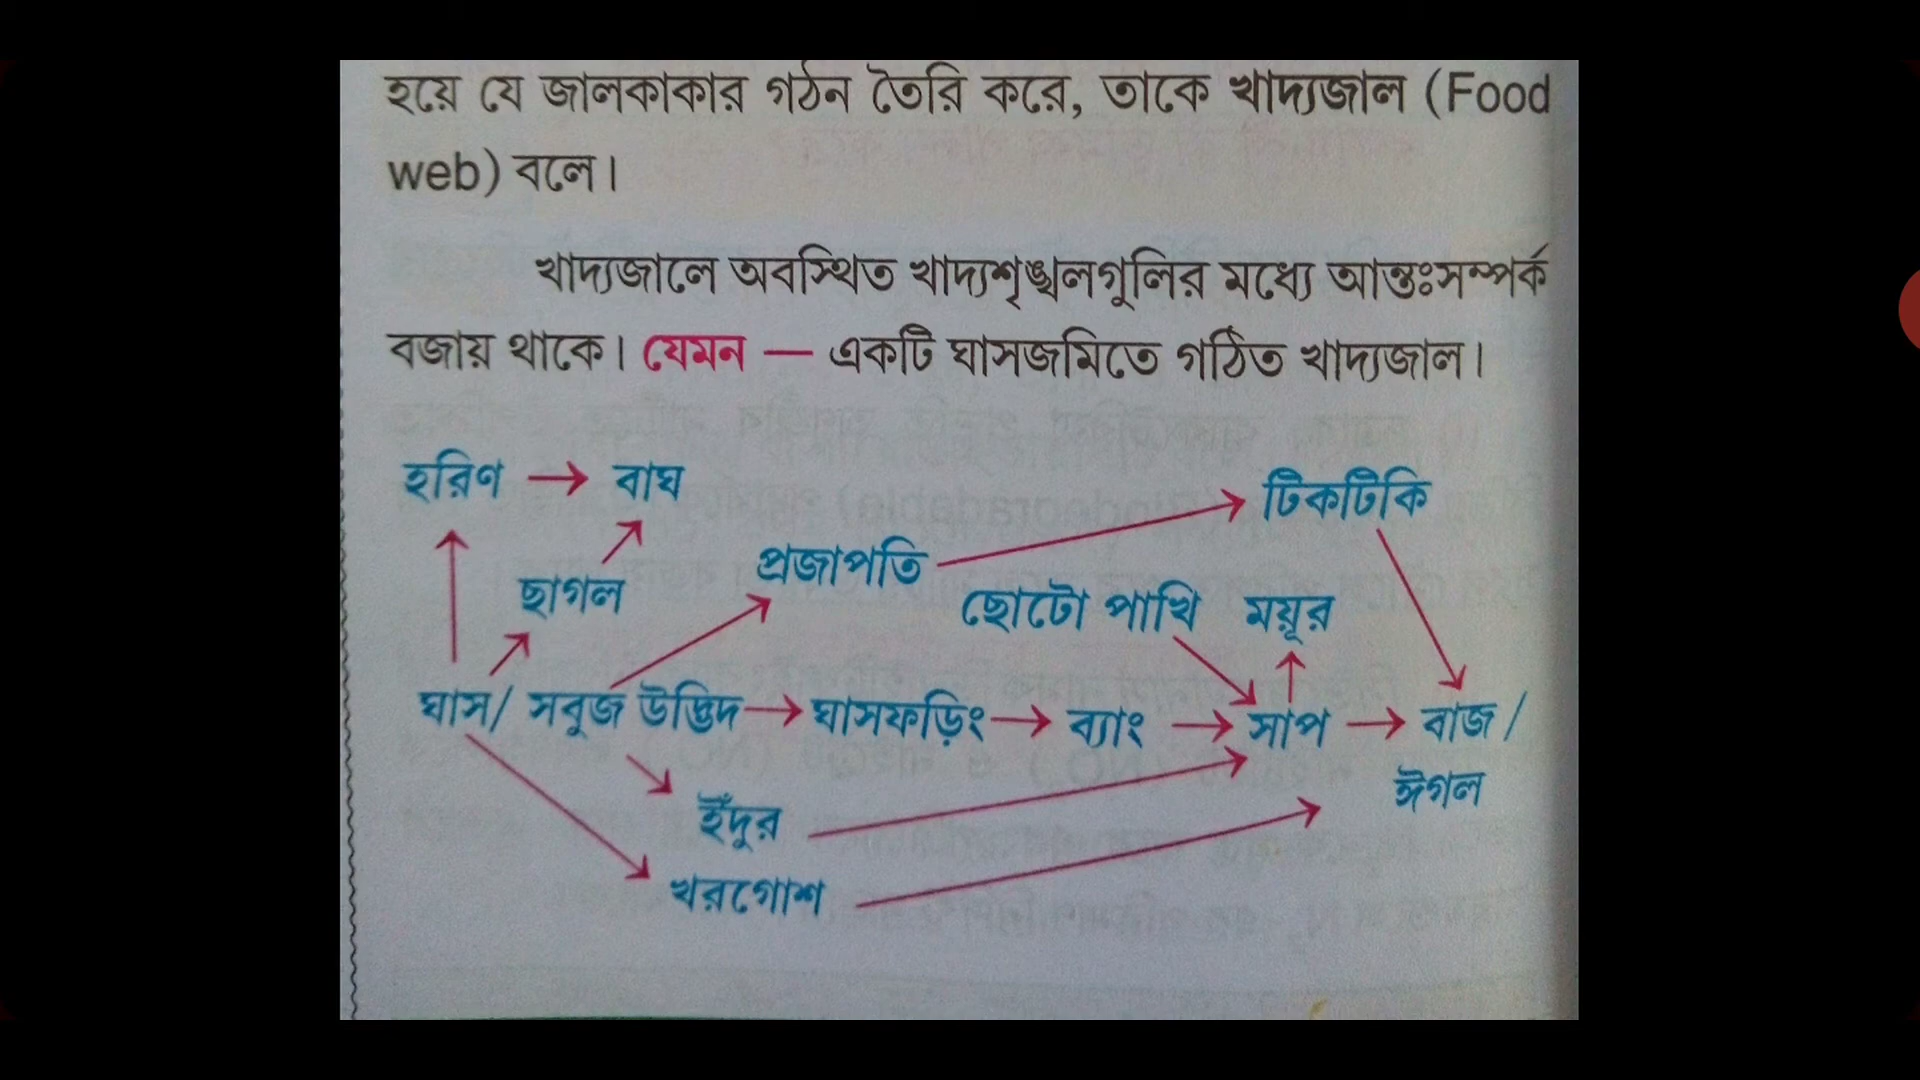 হয়ে যে জালকাকার গঠন তৈরি করে, তাকে খাদ্যজাল (Food
web) বলে।
খাদ্যজালে অবস্থিত খাদ্যশৃঙ্খলগুলির মধ্যে আন্তঃসম্পর্ক
বজায় থাকে। যেমন — একটি ঘাসজমিতে গঠিত খাদ্যজাল।
হরিণ → বাঘ
টিকটিকি
প্রজাপতি
ছাগল
ছোটো পাখি ময়ূর
ঘাস/ সবুজ উদ্ভিদ → ঘাসফড়িং → ব্যাং → সাপ → বাজ /
ঈগল
ইঁদুর
খরগোশ